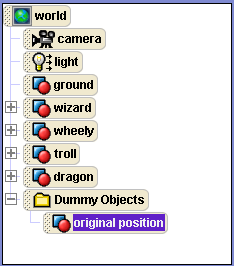 world
camera
light
ground
wizard
wheely
troll
dragon
Dummy Objects
original position